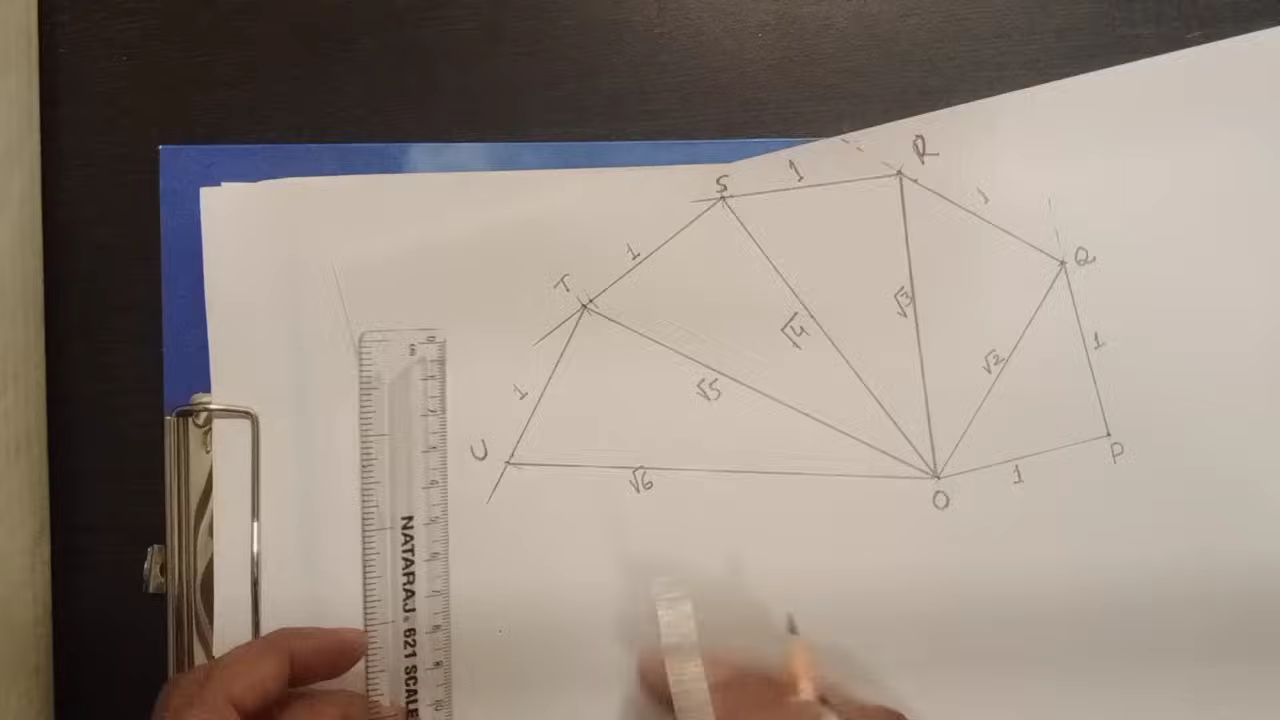 R
1
S
1
1
Q
T
√3
√4
√2
1
1
√5
U
P
√6
1
O
NATARAJ 621 SCALE